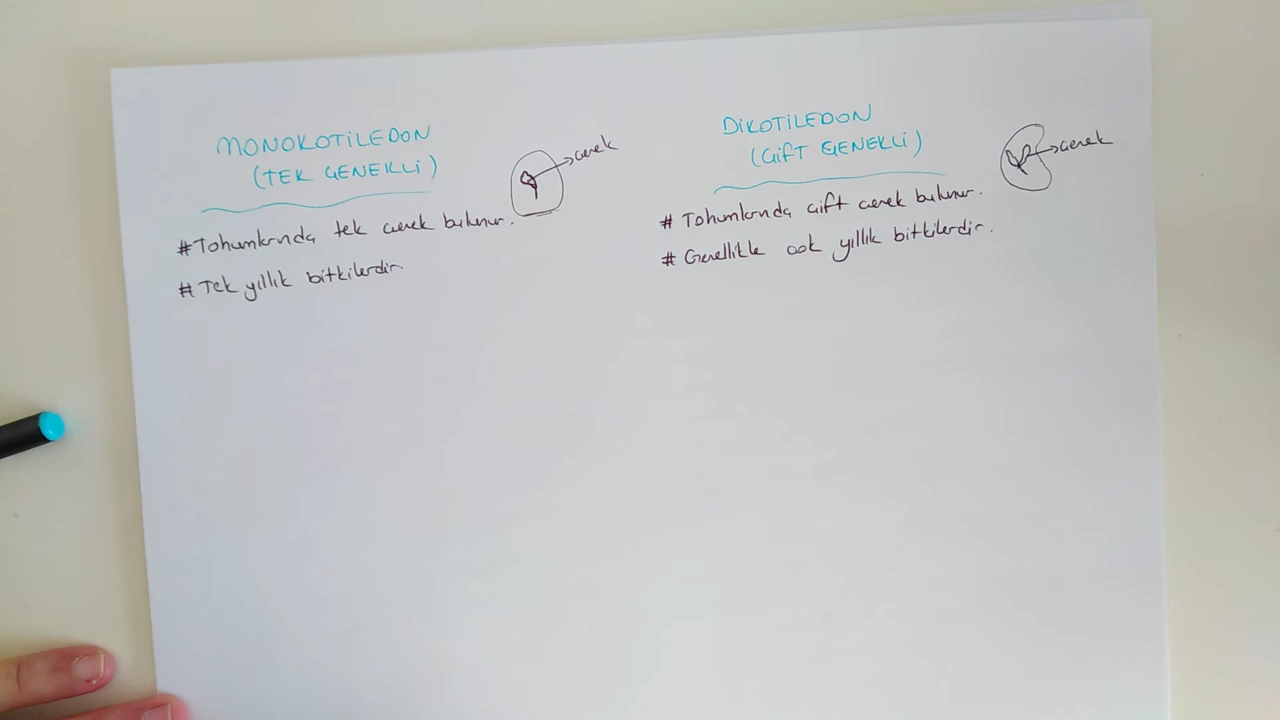 MONOKOTİLEDON
(TEK ÇENEKLİ)
çenek
#Tohumlarında tek çenek bulunur.
# Tek yıllık bitkilerdir.
DİKOTİLEDON
(ÇİFT ÇENEKLİ)
çenek
# Tohumlarında çift çenek bulunur.
# Genellikle çok yıllık bitkilerdir.